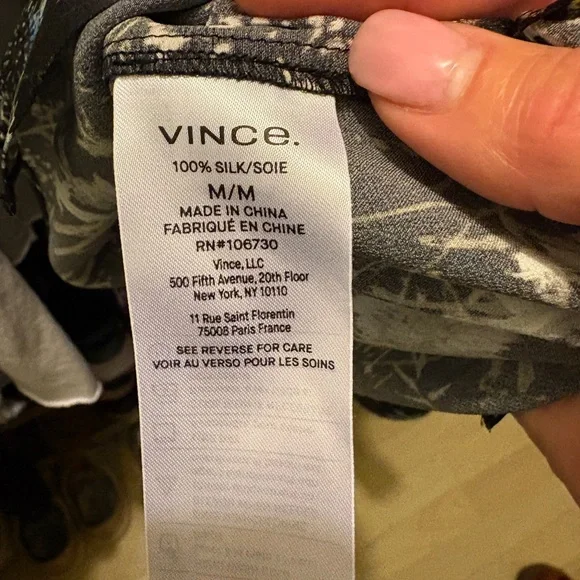 VINCe.
100% SILK/SOIE
M/M
MADE IN CHINA
FABRIQUÉ EN CHINE
RN#106730
Vince, LLC
500 Fifth Avenue, 20th Floor
New York, NY 10110
11 Rue Saint Florentin
75008 Paris France
SEE REVERSE FOR CARE
VOIR AU VERSO POUR LES SOINS